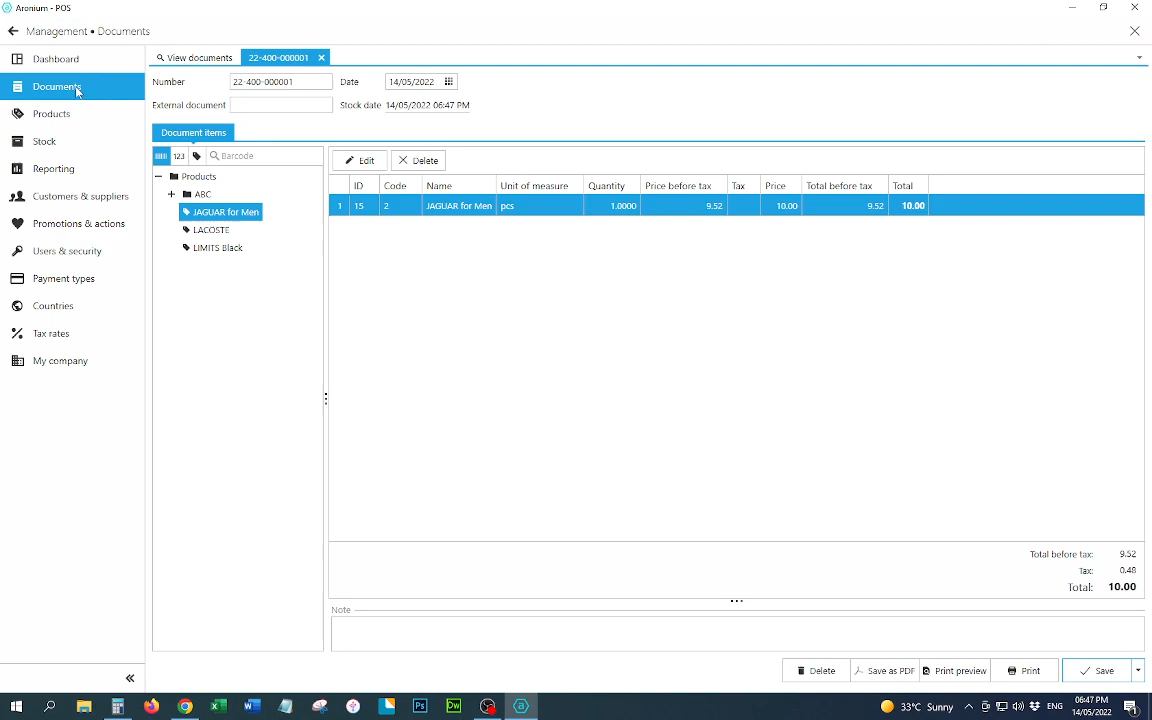 Aronium - POS
Management • Documents
Dashboard
Documents
Products
Stock
Reporting
Customers & suppliers
Promotions & actions
Users & security
Payment types
Countries
Tax rates
My company
View documents 22-400-000001
Number 22-400-000001 Date 14/05/2022
External document Stock date 14/05/2022 06:47 PM
Document items
123 Barcode
Products
ABC
JAGUAR for Men
LACOSTE
LIMITS Black
Edit Delete
ID Code Name Unit of measure Quantity Price before tax Tax Price Total before tax Total
1 15 2 JAGUAR for Men pcs 1.0000 9.52 10.00 9.52 10.00
Total before tax: 9.52
Tax: 0.48
Total: 10.00
Note
Delete Save as PDF Print preview Print Save
33°C Sunny ENG 06:47 PM
14/05/2022